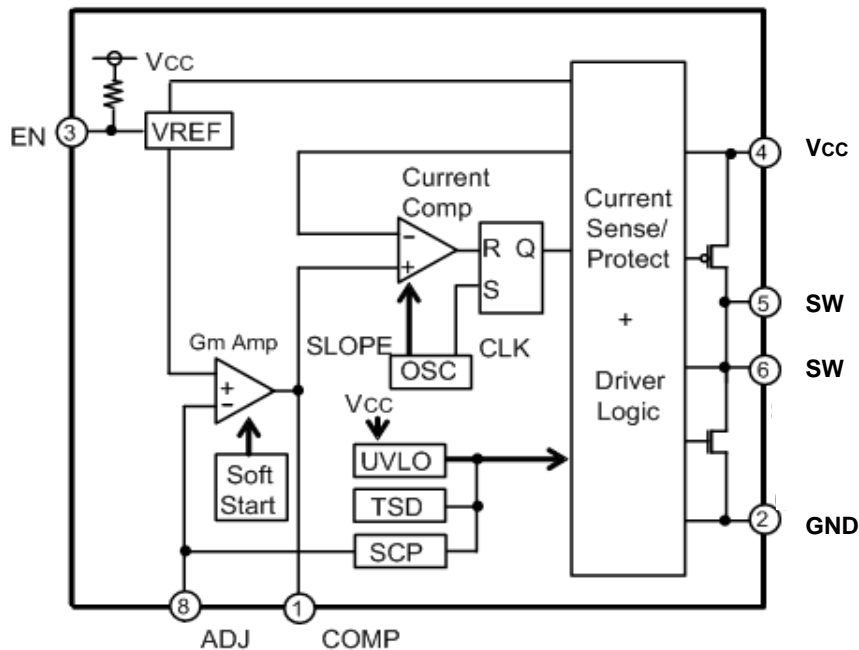 VCC
EN 3
VREF
Current
Comp
−
+
R Q
S
SLOPE
OSC
CLK
Gm Amp
+
−
Soft
Start
VCC
UVLO
TSD
SCP
Current
Sense/
Protect
+
Driver
Logic
4 VCC
5 SW
6 SW
2 GND
8
ADJ
1
COMP